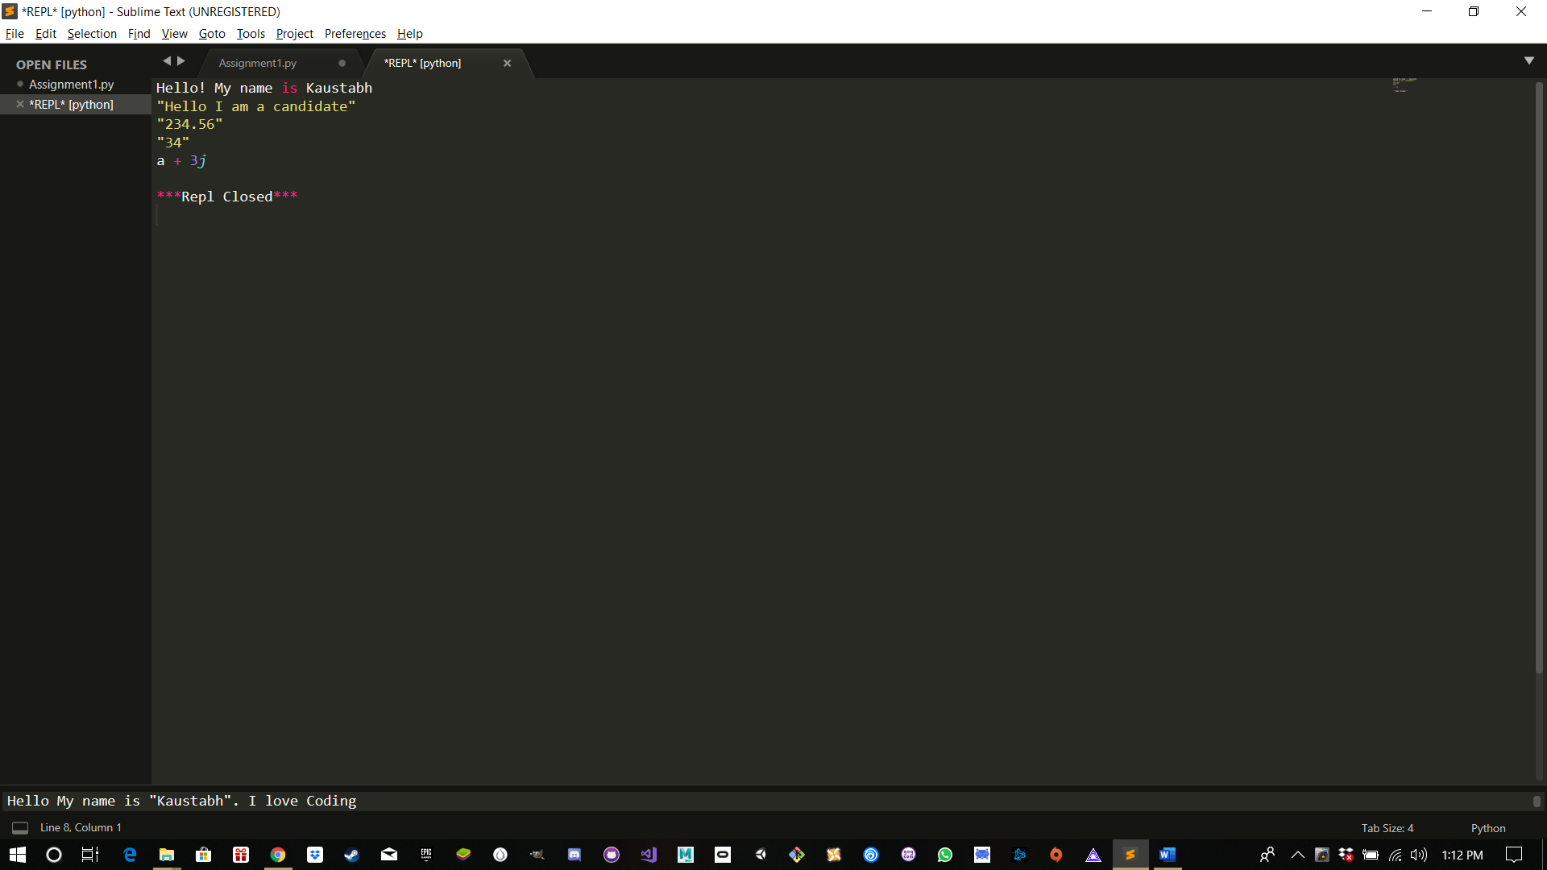 *REPL* [python] - Sublime Text (UNREGISTERED)
File Edit Selection Find View Goto Tools Project Preferences Help
OPEN FILES
Assignment1.py
*REPL* [python]
Assignment1.py *REPL* [python]
Hello! My name is Kaustabh
"Hello I am a candidate"
"234.56"
"34"
a + 3j
***Repl Closed***
Hello My name is "Kaustabh". I love Coding
Line 8, Column 1 Tab Size: 4 Python
1:12 PM